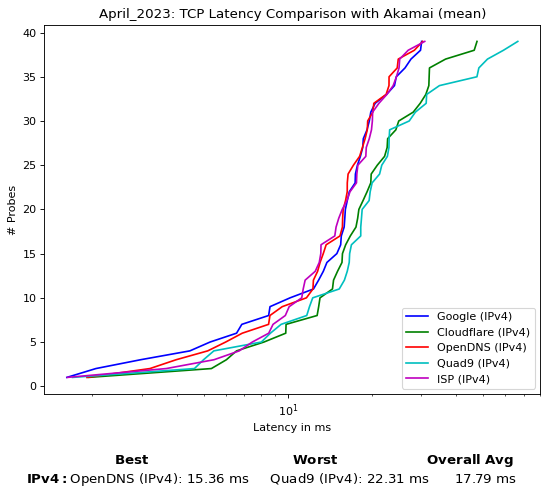 April_2023: TCP Latency Comparison with Akamai (mean)
40
35
30
25
20
15
10
5
0
# Probes
Google (IPv4)
Cloudflare (IPv4)
OpenDNS (IPv4)
Quad9 (IPv4)
ISP (IPv4)
10¹
Latency in ms
Best Worst Overall Avg
IPv4: OpenDNS (IPv4): 15.36 ms Quad9 (IPv4): 22.31 ms 17.79 ms